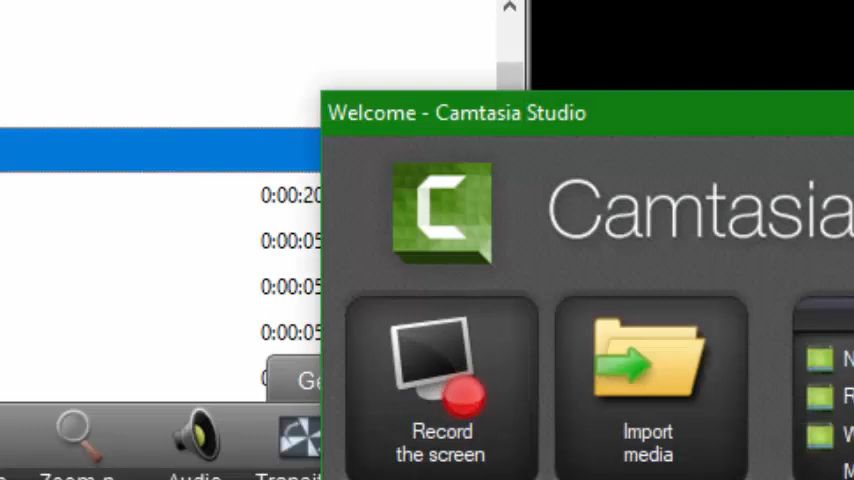 Welcome - Camtasia Studio
Camtasia
0:00:20
0:00:05
0:00:05
0:00:05
Record
the screen
Import
media
Audio